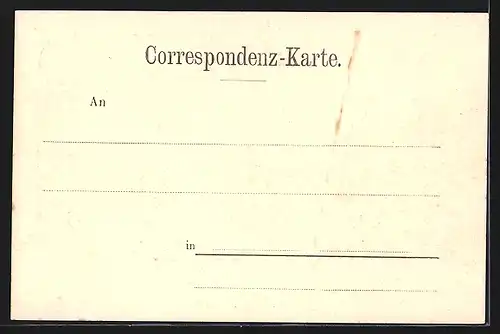 Correspondenz-Karte.
An
in